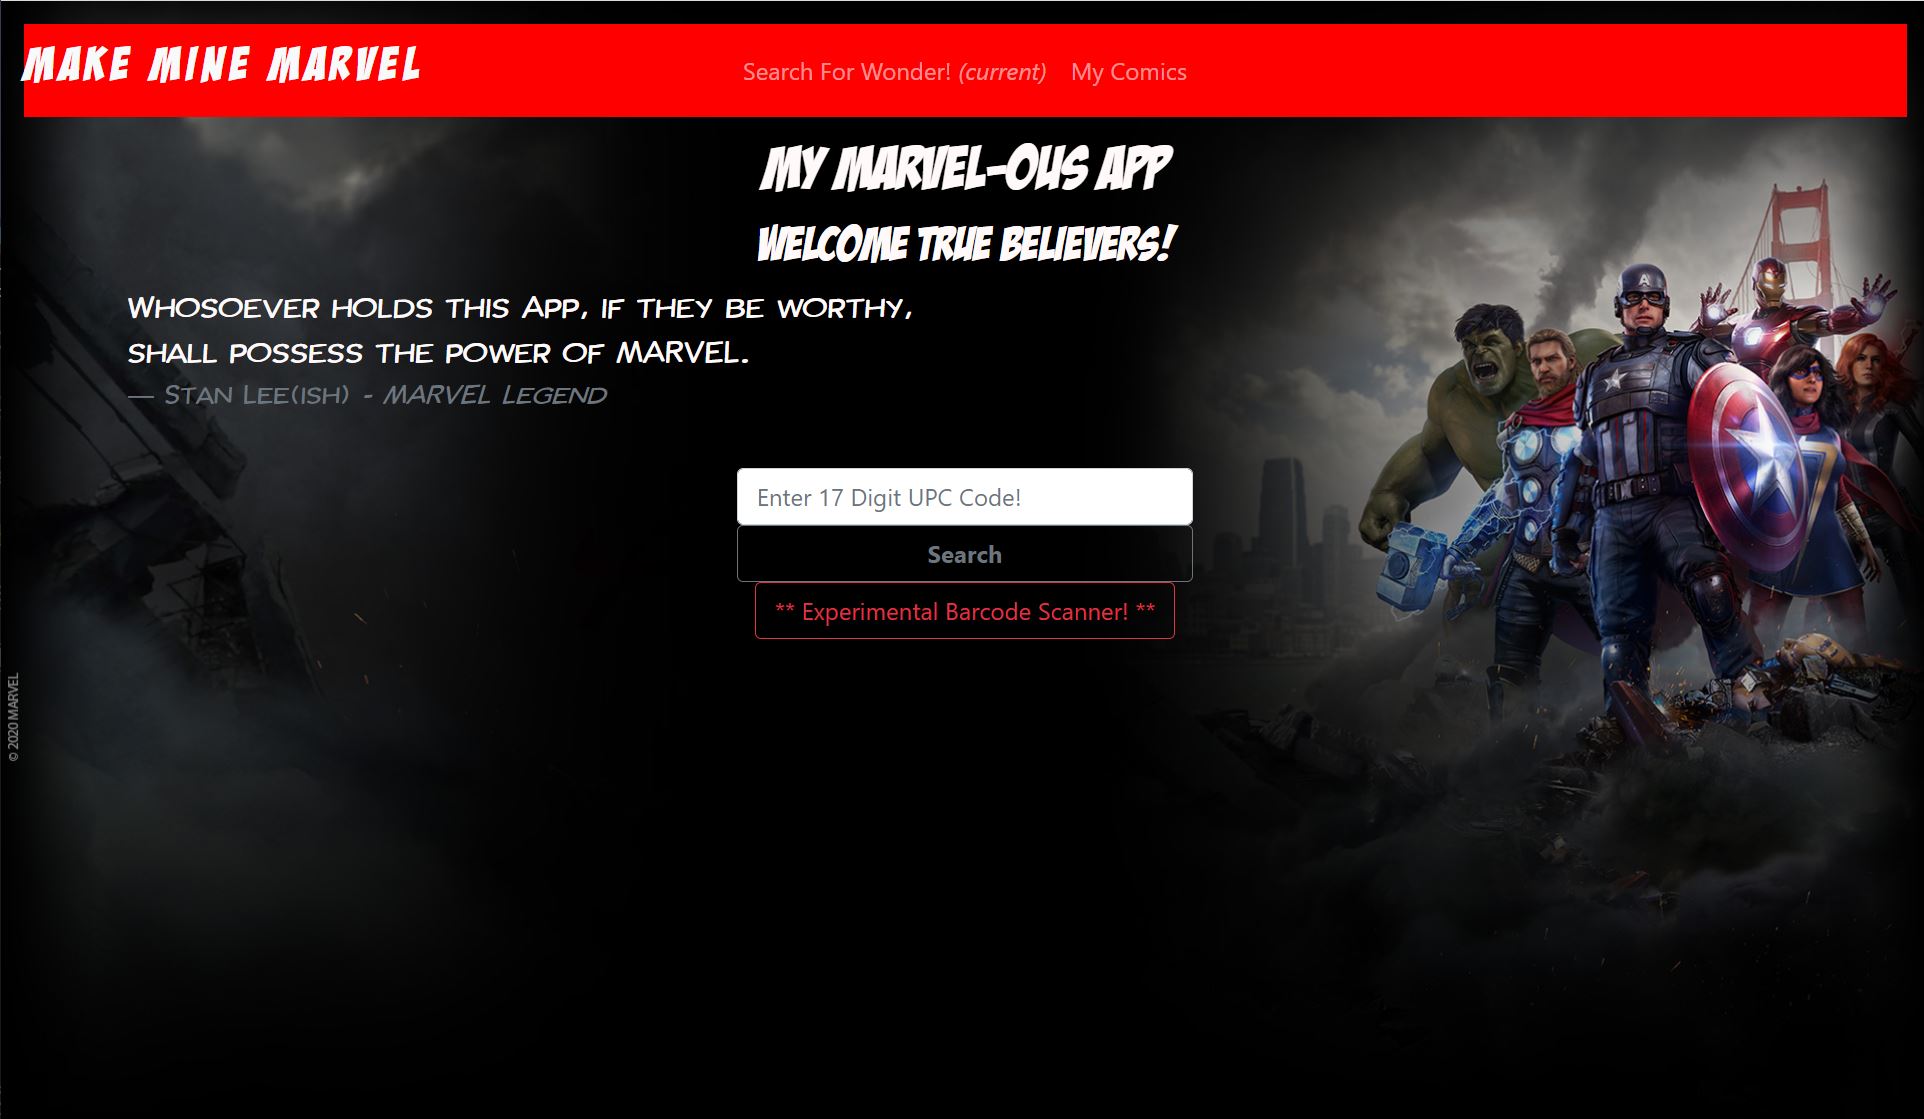 MAKE MINE MARVEL
Search For Wonder! (current) My Comics
MY MARVEL-OUS APP
WELCOME TRUE BELIEVERS!
WHOSOEVER HOLDS THIS APP, IF THEY BE WORTHY,
SHALL POSSESS THE POWER OF MARVEL.
— STAN LEE(ISH) - MARVEL LEGEND
Enter 17 Digit UPC Code!
Search
** Experimental Barcode Scanner! **
© 2020 MARVEL
A